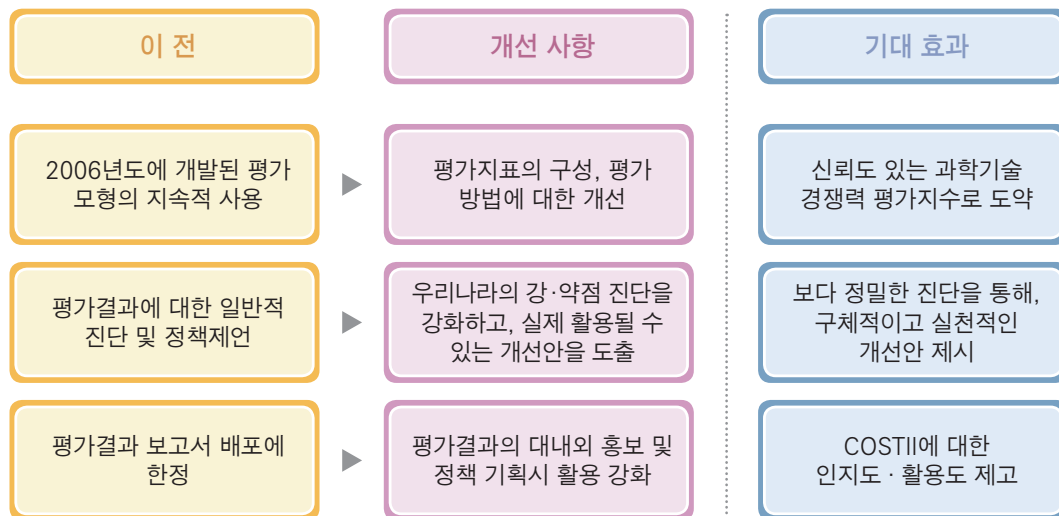 이 전
개선 사항
기대 효과
2006년도에 개발된 평가
모형의 지속적 사용
평가지표의 구성, 평가
방법에 대한 개선
신뢰도 있는 과학기술
경쟁력 평가지수로 도약
평가결과에 대한 일반적
진단 및 정책제언
우리나라의 강·약점 진단을
강화하고, 실제 활용될 수
있는 개선안을 도출
보다 정밀한 진단을 통해,
구체적이고 실천적인
개선안 제시
평가결과 보고서 배포에
한정
평가결과의 대내외 홍보 및
정책 기획시 활용 강화
COSTII에 대한
인지도 · 활용도 제고